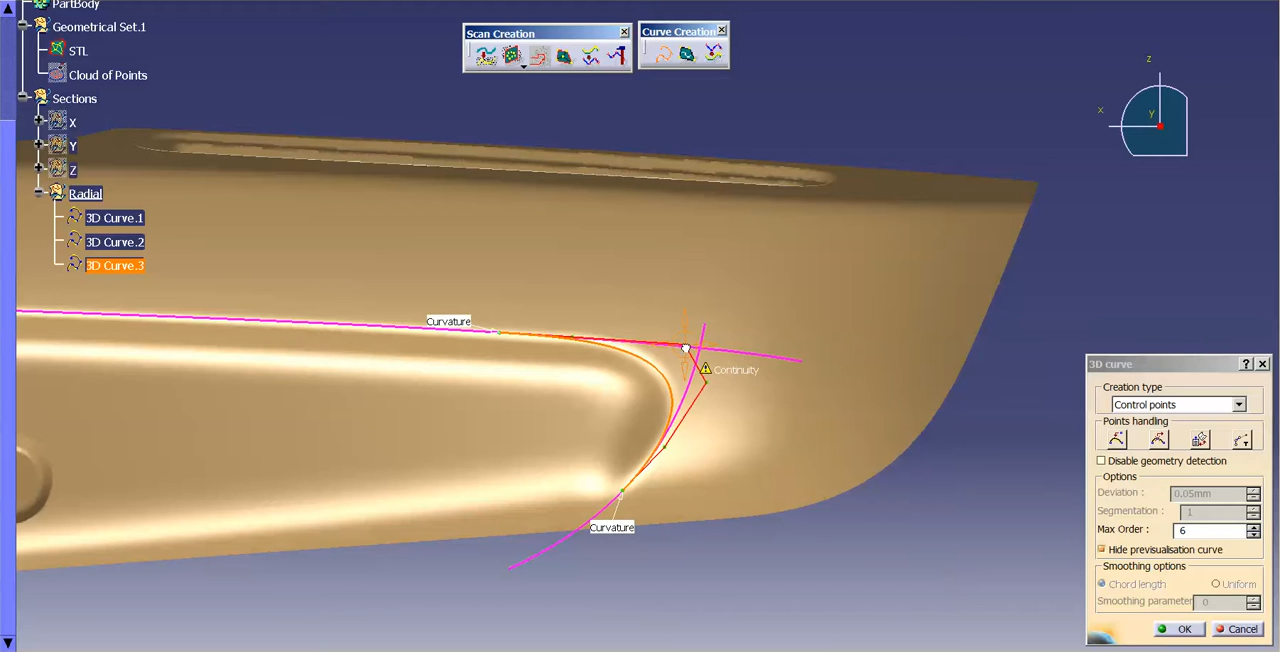 PartBody
Geometrical Set.1
STL
Cloud of Points
Sections
X
Y
Z
Radial
3D Curve.1
3D Curve.2
3D Curve.3
Scan Creation
Curve Creation
z
x
y
Curvature
Continuity
Curvature
3D curve
Creation type
Control points
Points handling
Disable geometry detection
Options
Deviation : 0.05mm
Segmentation : 1
Max Order : 6
Hide previsualisation curve
Smoothing options
Chord length Uniform
Smoothing parameter 0
OK Cancel